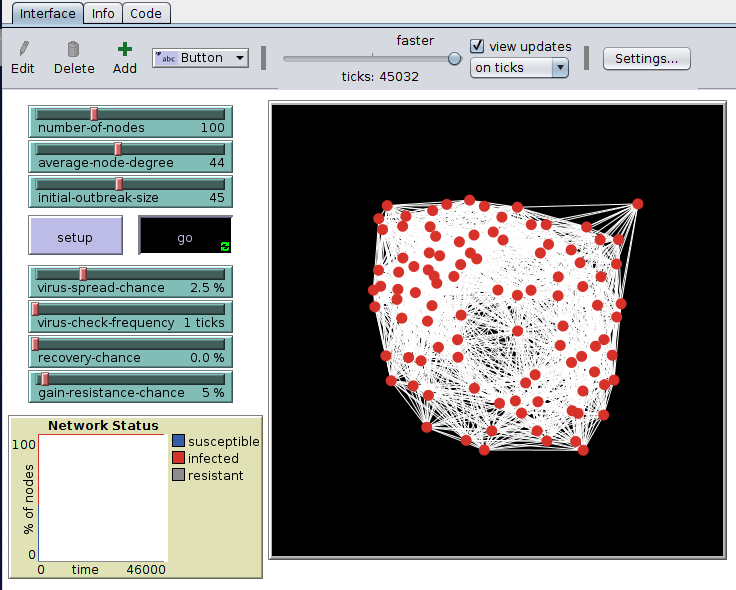 Interface Info Code
faster
Edit Delete Add abc Button view updates on ticks Settings...
ticks: 45032
number-of-nodes 100
average-node-degree 44
initial-outbreak-size 45
setup go
virus-spread-chance 2.5 %
virus-check-frequency 1 ticks
recovery-chance 0.0 %
gain-resistance-chance 5 %
Network Status
100
% of nodes
0
0 time 46000
susceptible
infected
resistant